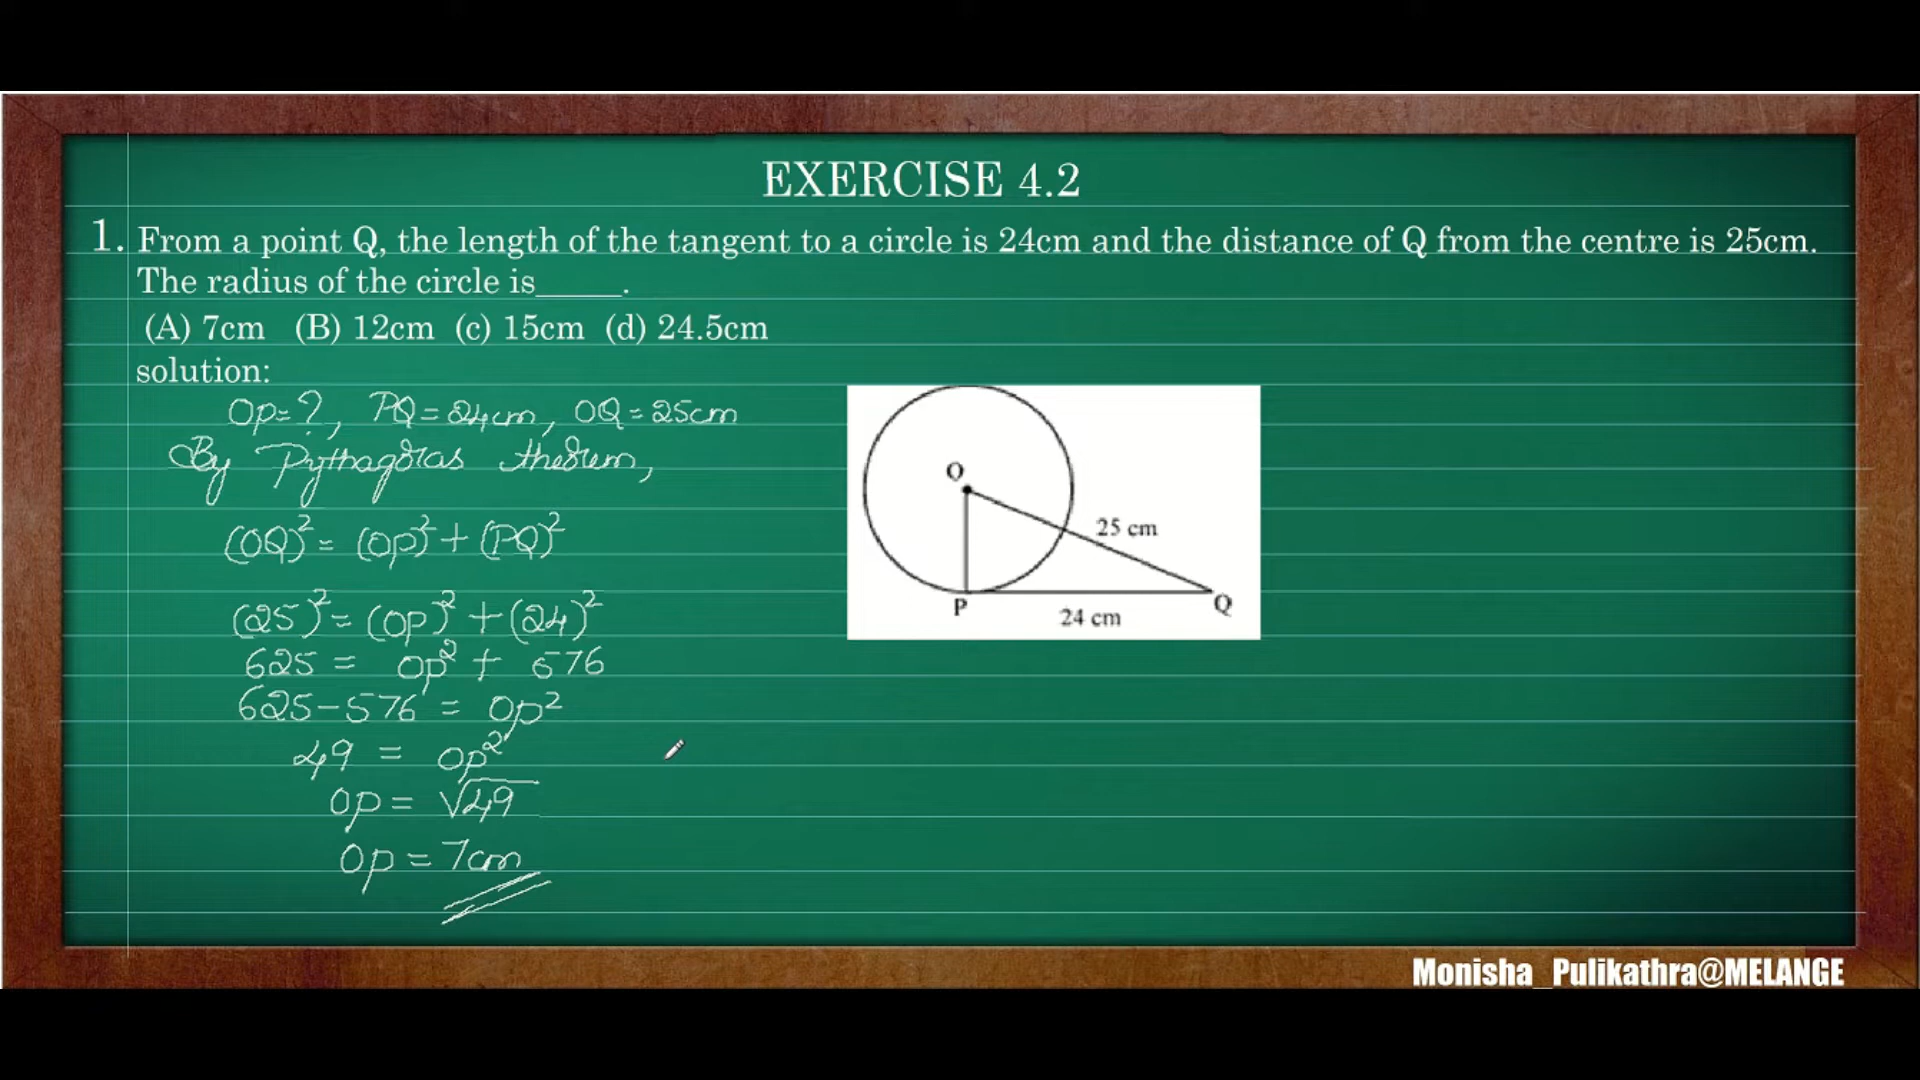 EXERCISE 4.2
1. From a point Q, the length of the tangent to a circle is 24cm and the distance of Q from the centre is 25cm.
The radius of the circle is_____.
(A) 7cm (B) 12cm (c) 15cm (d) 24.5cm
solution:
OP=?, PQ=24cm, OQ=25cm
By Pythagoras theorem,
(OQ)²=(OP)²+(PQ)²
(25)²=(OP)²+(24)²
625 = OP²+ 576
625-576 = OP²
49 = OP²
OP= √49
OP=7cm
O
25 cm
P
Q
24 cm
Monisha_Pulikathra@MELANGE